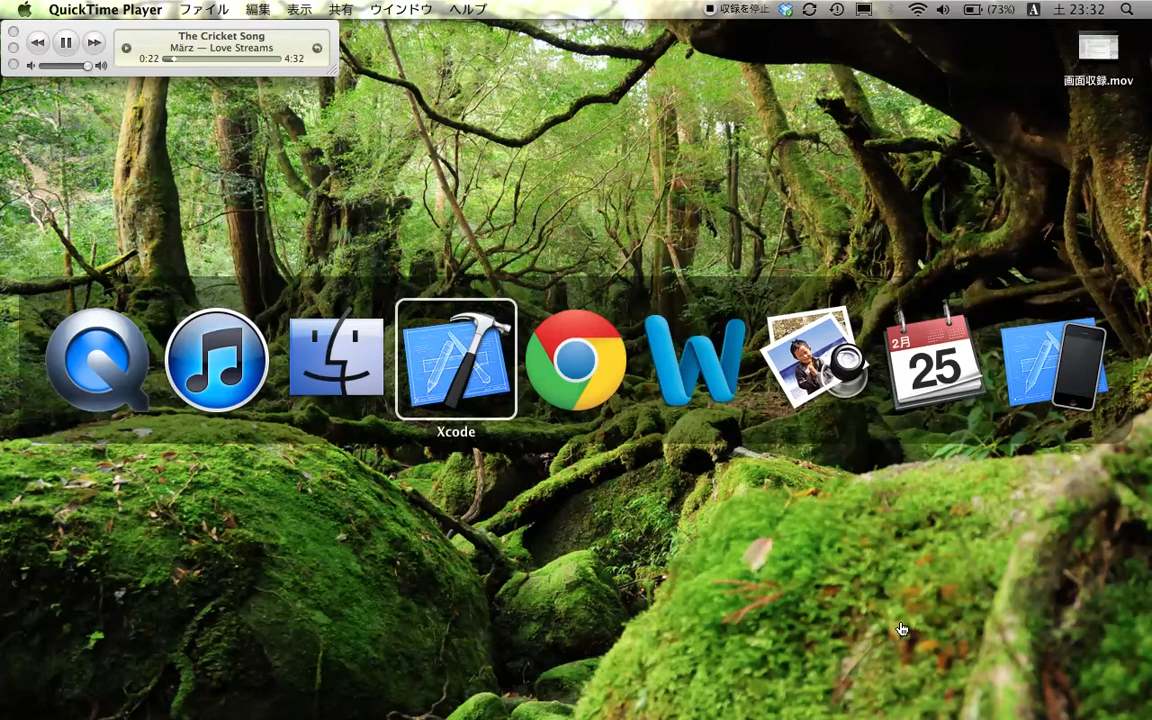 QuickTime Player ファイル 編集 表示 共有 ウインドウ ヘルプ 収録を停止 (73%) A 土 23:32
The Cricket Song
März — Love Streams
0:22 4:32
画面収録.mov
2月
25
Xcode